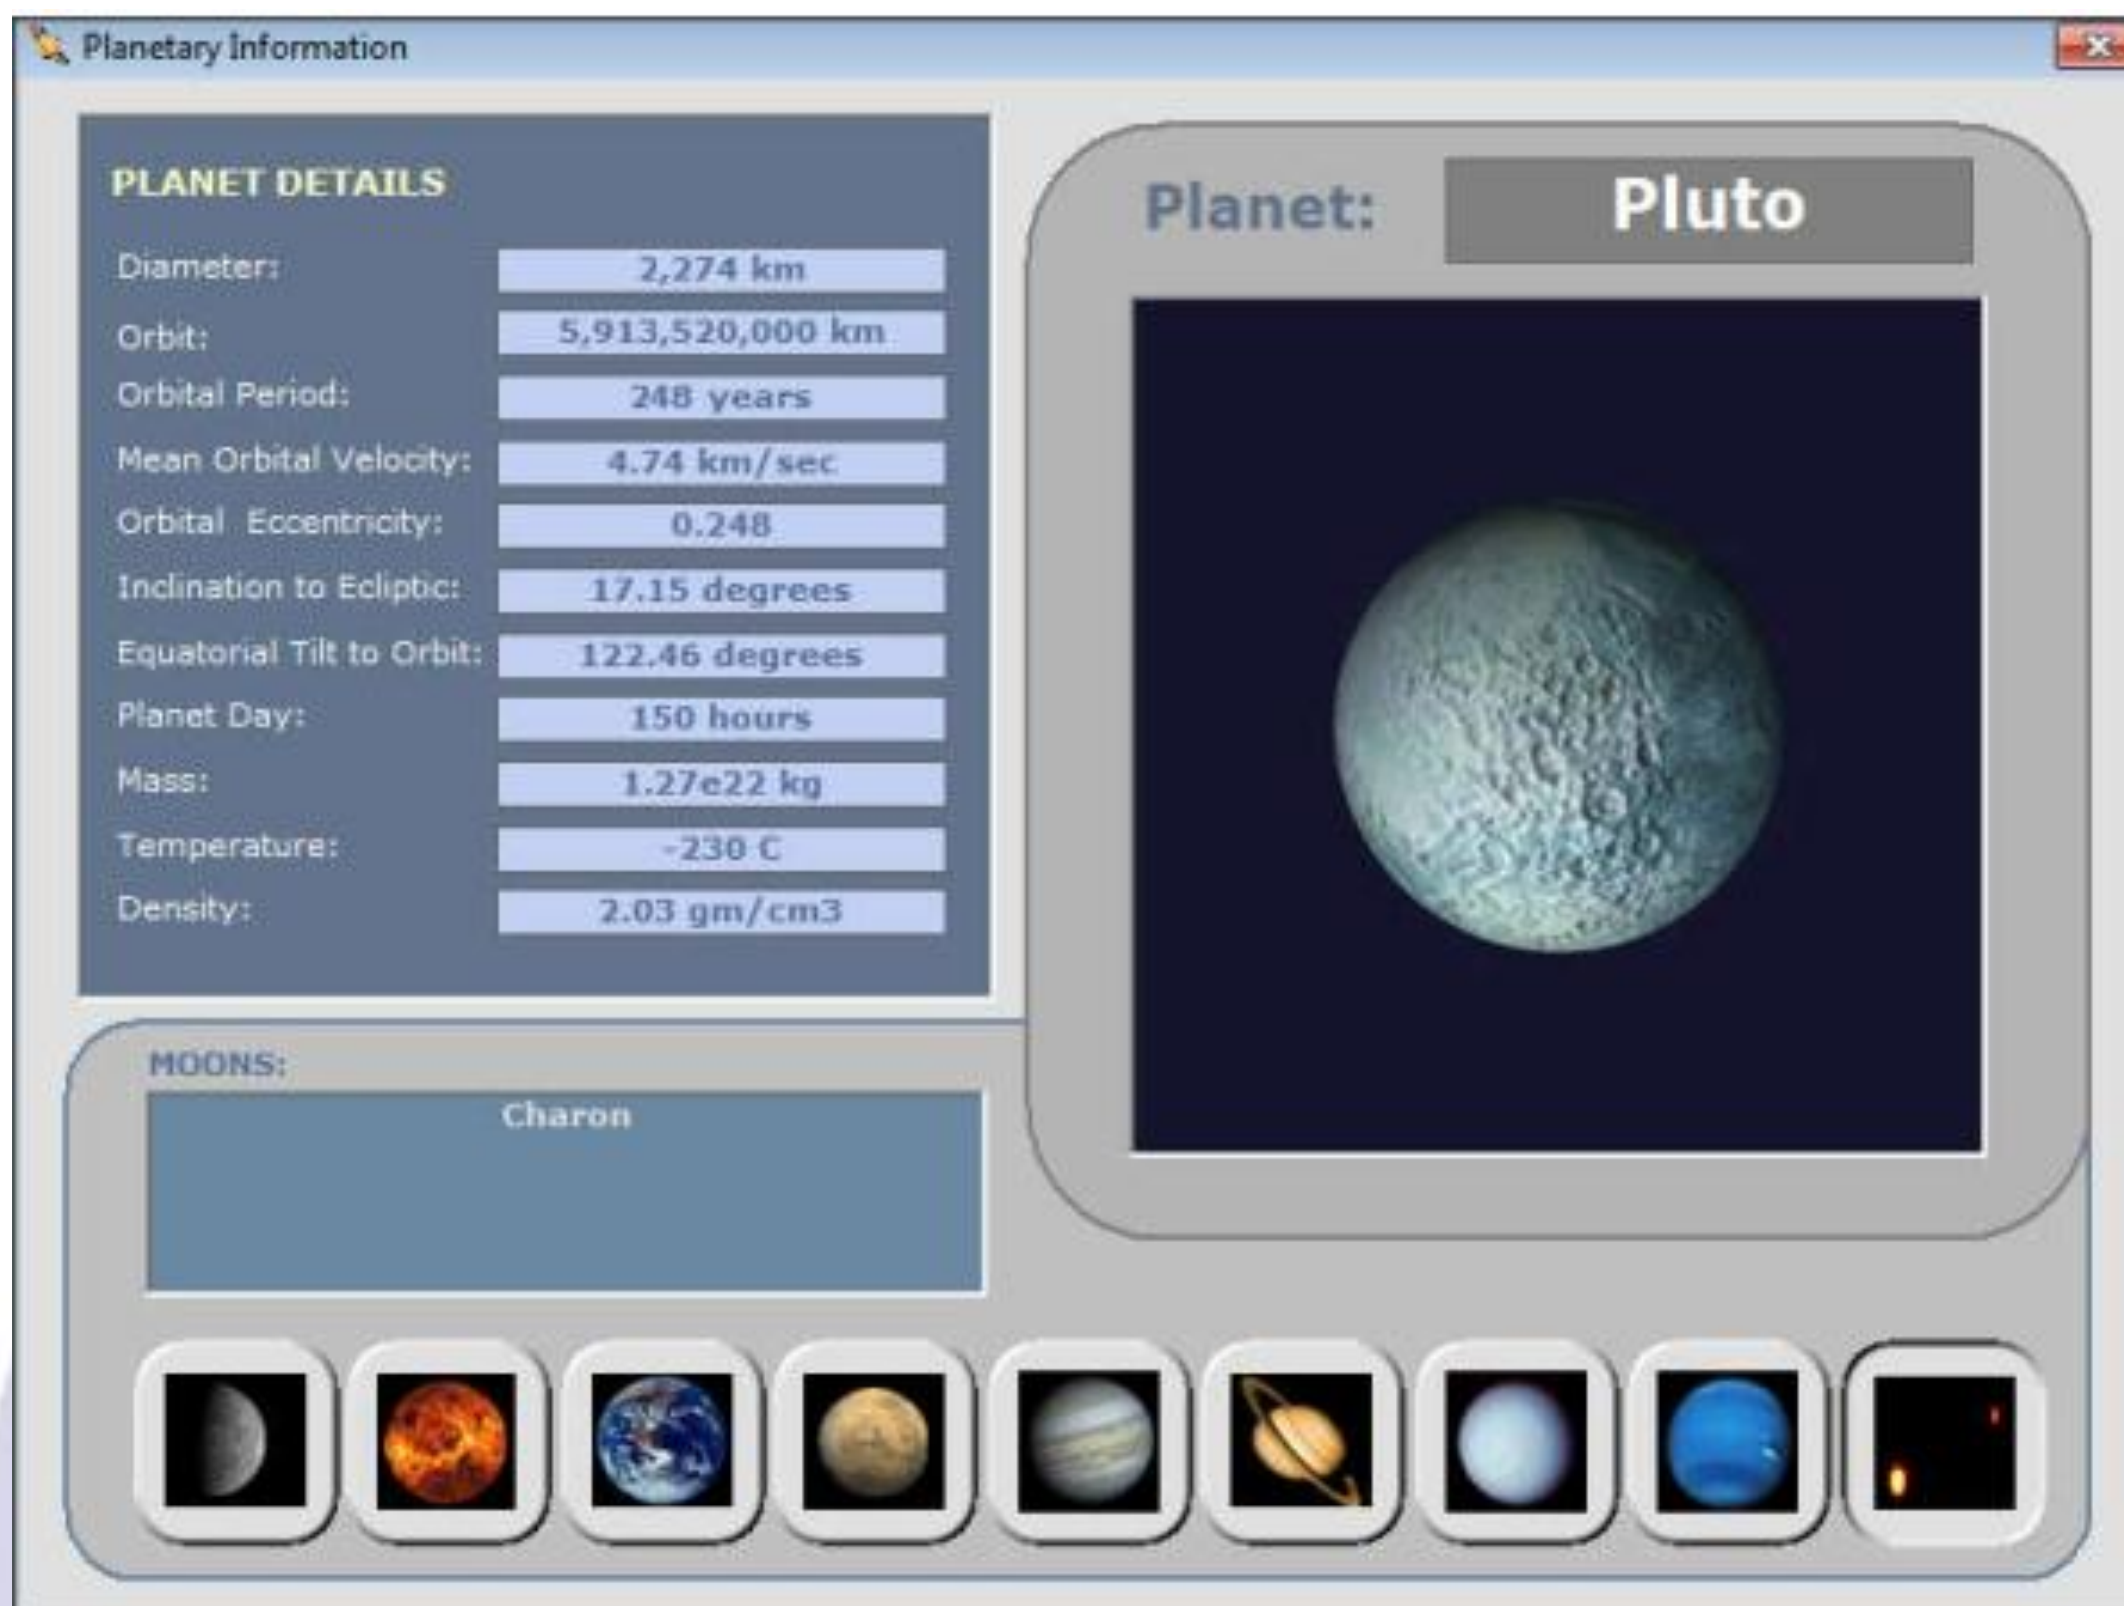 Planetary Information
PLANET DETAILS
Diameter: 2,274 km
Orbit: 5,913,520,000 km
Orbital Period: 248 years
Mean Orbital Velocity: 4.74 km/sec
Orbital Eccentricity: 0.248
Inclination to Ecliptic: 17.15 degrees
Equatorial Tilt to Orbit: 122.46 degrees
Planet Day: 150 hours
Mass: 1.27e22 kg
Temperature: -230 C
Density: 2.03 gm/cm3
Planet: Pluto
MOONS:
Charon